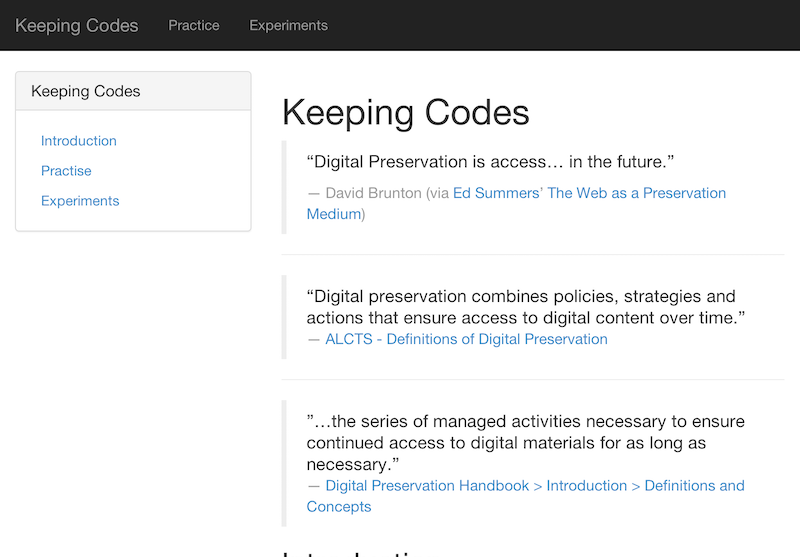 Keeping Codes Practice Experiments
Keeping Codes
Introduction
Practise
Experiments
Keeping Codes
“Digital Preservation is access… in the future.”
— David Brunton (via Ed Summers’ The Web as a Preservation
Medium)
“Digital preservation combines policies, strategies and
actions that ensure access to digital content over time.”
— ALCTS - Definitions of Digital Preservation
”…the series of managed activities necessary to ensure
continued access to digital materials for as long as
necessary.”
— Digital Preservation Handbook > Introduction > Definitions and
Concepts